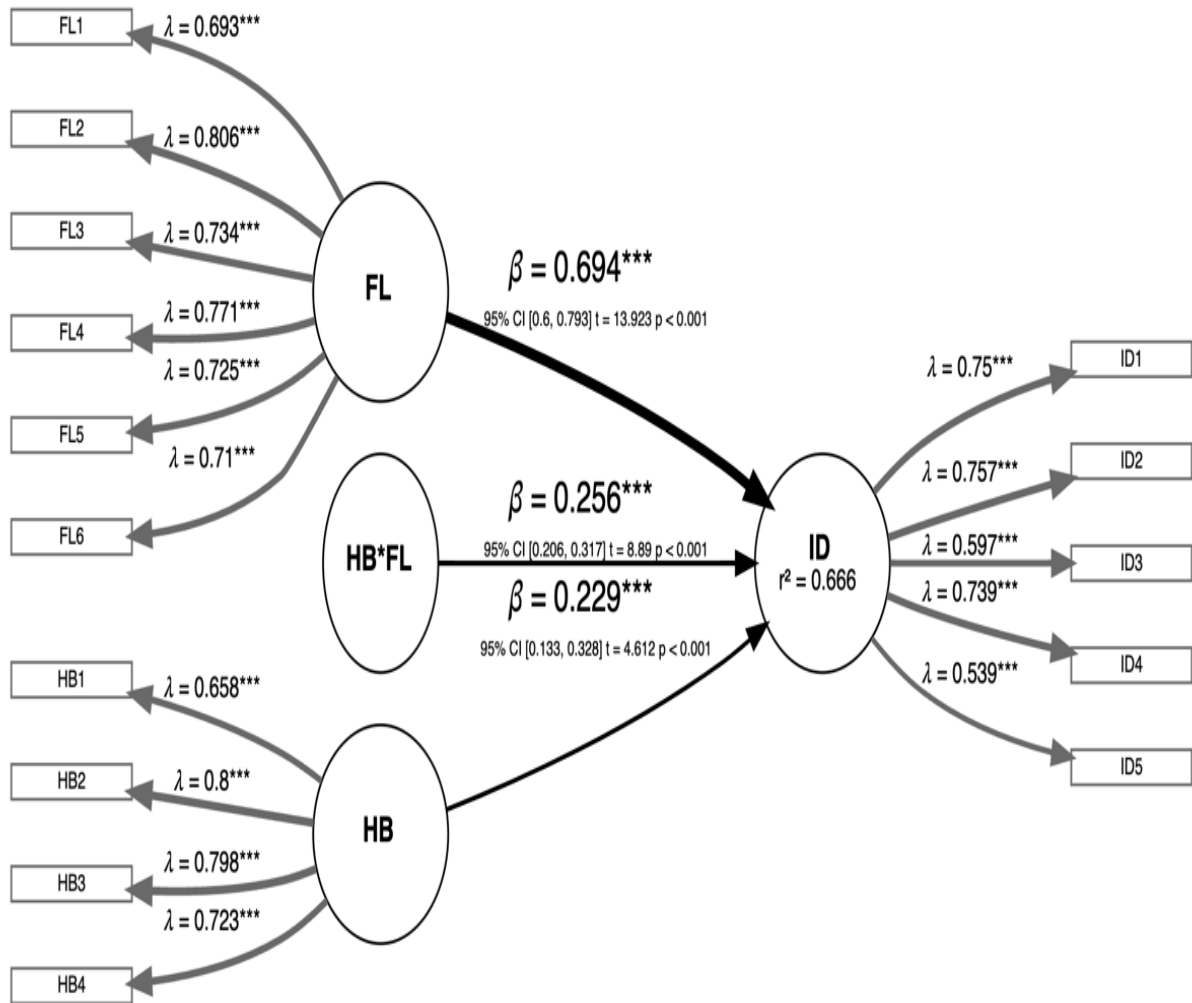 FL1
λ = 0.693***
FL2
λ = 0.806***
FL3
λ = 0.734***
FL4
λ = 0.771***
FL5
λ = 0.725***
FL6
λ = 0.71***
FL
β = 0.694***
95% CI [0.6, 0.793] t = 13.923 p < 0.001
HB*FL
β = 0.256***
95% CI [0.206, 0.317] t = 8.89 p < 0.001
β = 0.229***
95% CI [0.133, 0.328] t = 4.612 p < 0.001
HB1
λ = 0.658***
HB2
λ = 0.8***
HB3
λ = 0.798***
HB4
λ = 0.723***
HB
ID
r² = 0.666
λ = 0.75***
ID1
λ = 0.757***
ID2
λ = 0.597***
ID3
λ = 0.739***
ID4
λ = 0.539***
ID5